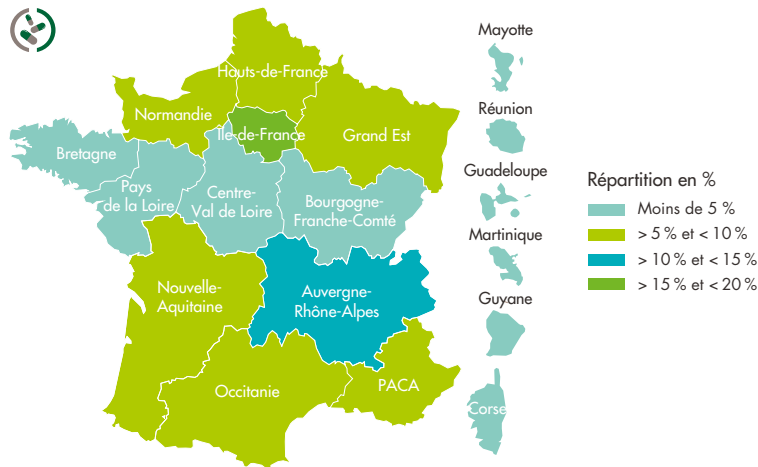 Mayotte
Hauts-de-France
Réunion
Normandie
Île-de-France
Grand Est
Bretagne
Guadeloupe
Pays
de la Loire
Centre-
Val de Loire
Bourgogne-
Franche-Comté
Martinique
Nouvelle-
Aquitaine
Auvergne-
Rhône-Alpes
Guyane
Occitanie
PACA
Corse
Répartition en %
Moins de 5 %
> 5 % et < 10 %
> 10 % et < 15 %
> 15 % et < 20 %